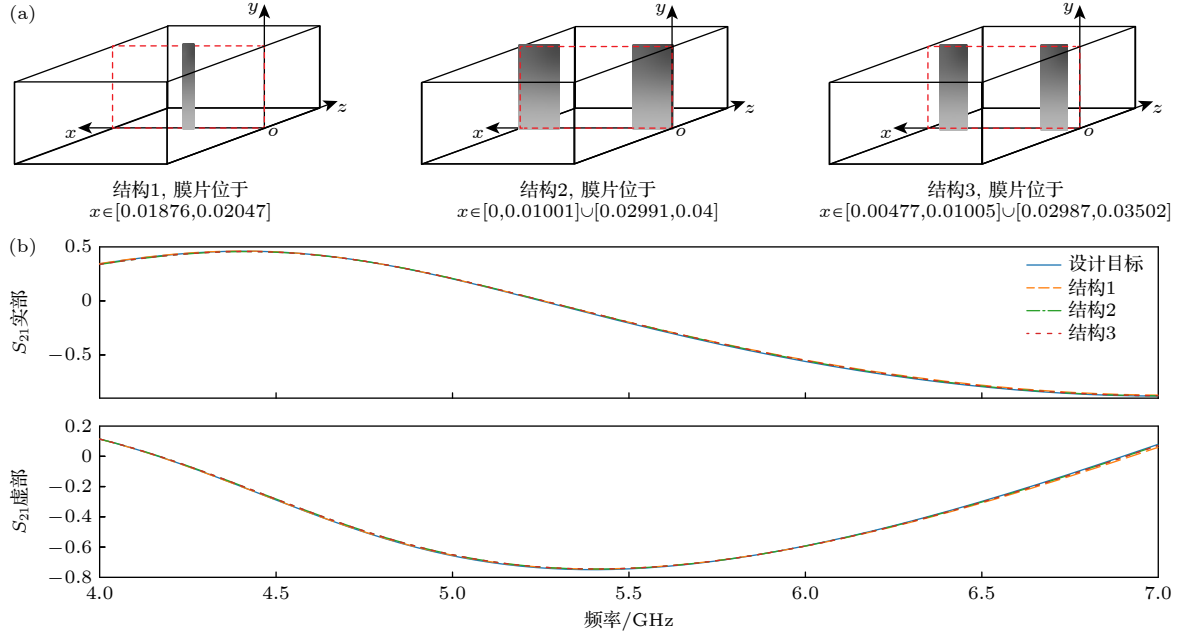 (a)
y
z
x
o
y
z
x
o
y
z
x
o
结构1, 膜片位于
x∈[0.01876,0.02047]
结构2, 膜片位于
x∈[0,0.01001]∪[0.02991,0.04]
结构3, 膜片位于
x∈[0.00477,0.01005]∪[0.02987,0.03502]
(b)
S₂₁实部
0.5
0
−0.5
设计目标
结构1
结构2
结构3
S₂₁虚部
0.2
0
−0.2
−0.4
−0.6
−0.8
4.0 4.5 5.0 5.5 6.0 6.5 7.0
频率/GHz